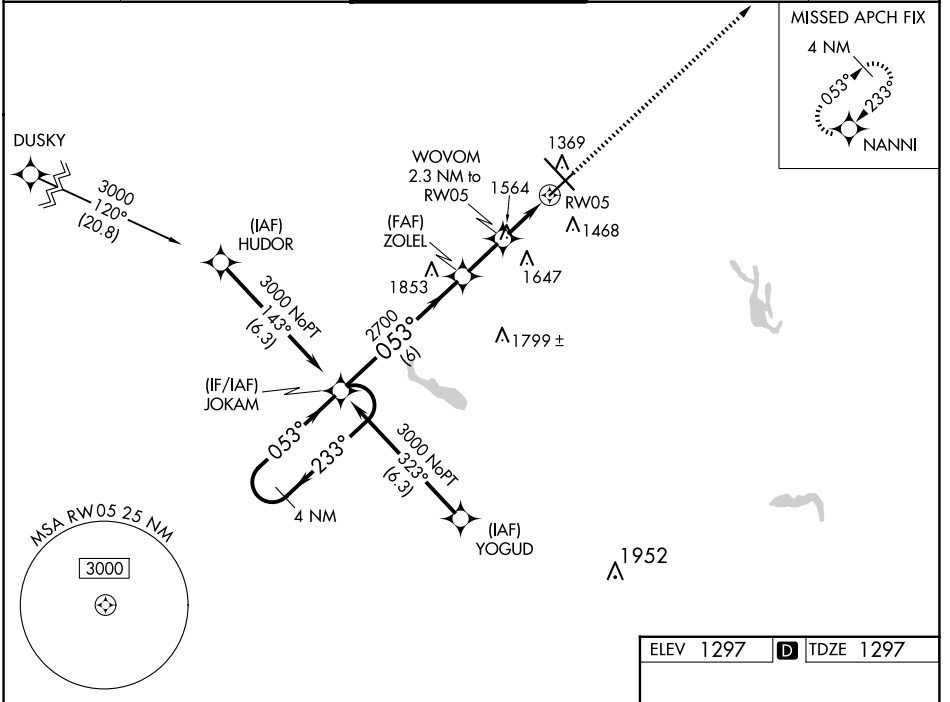 MISSED APCH FIX
4 NM
053°
233°
NANNI
DUSKY
3000
120°
(20.8)
(IAF)
HUDOR
3000 NoPT
143°
(6.3)
WOVOM
2.3 NM to
RW05
1564
1369
RW05
1468
(FAF)
ZOLEL
1853
1647
2700
053°
(6)
1799 ±
(IF/IAF)
JOKAM
053°
233°
4 NM
3000 NoPT
323°
(6.3)
(IAF)
YOGUD
MSA RW05 25 NM
3000
1952
ELEV 1297 D TDZE 1297